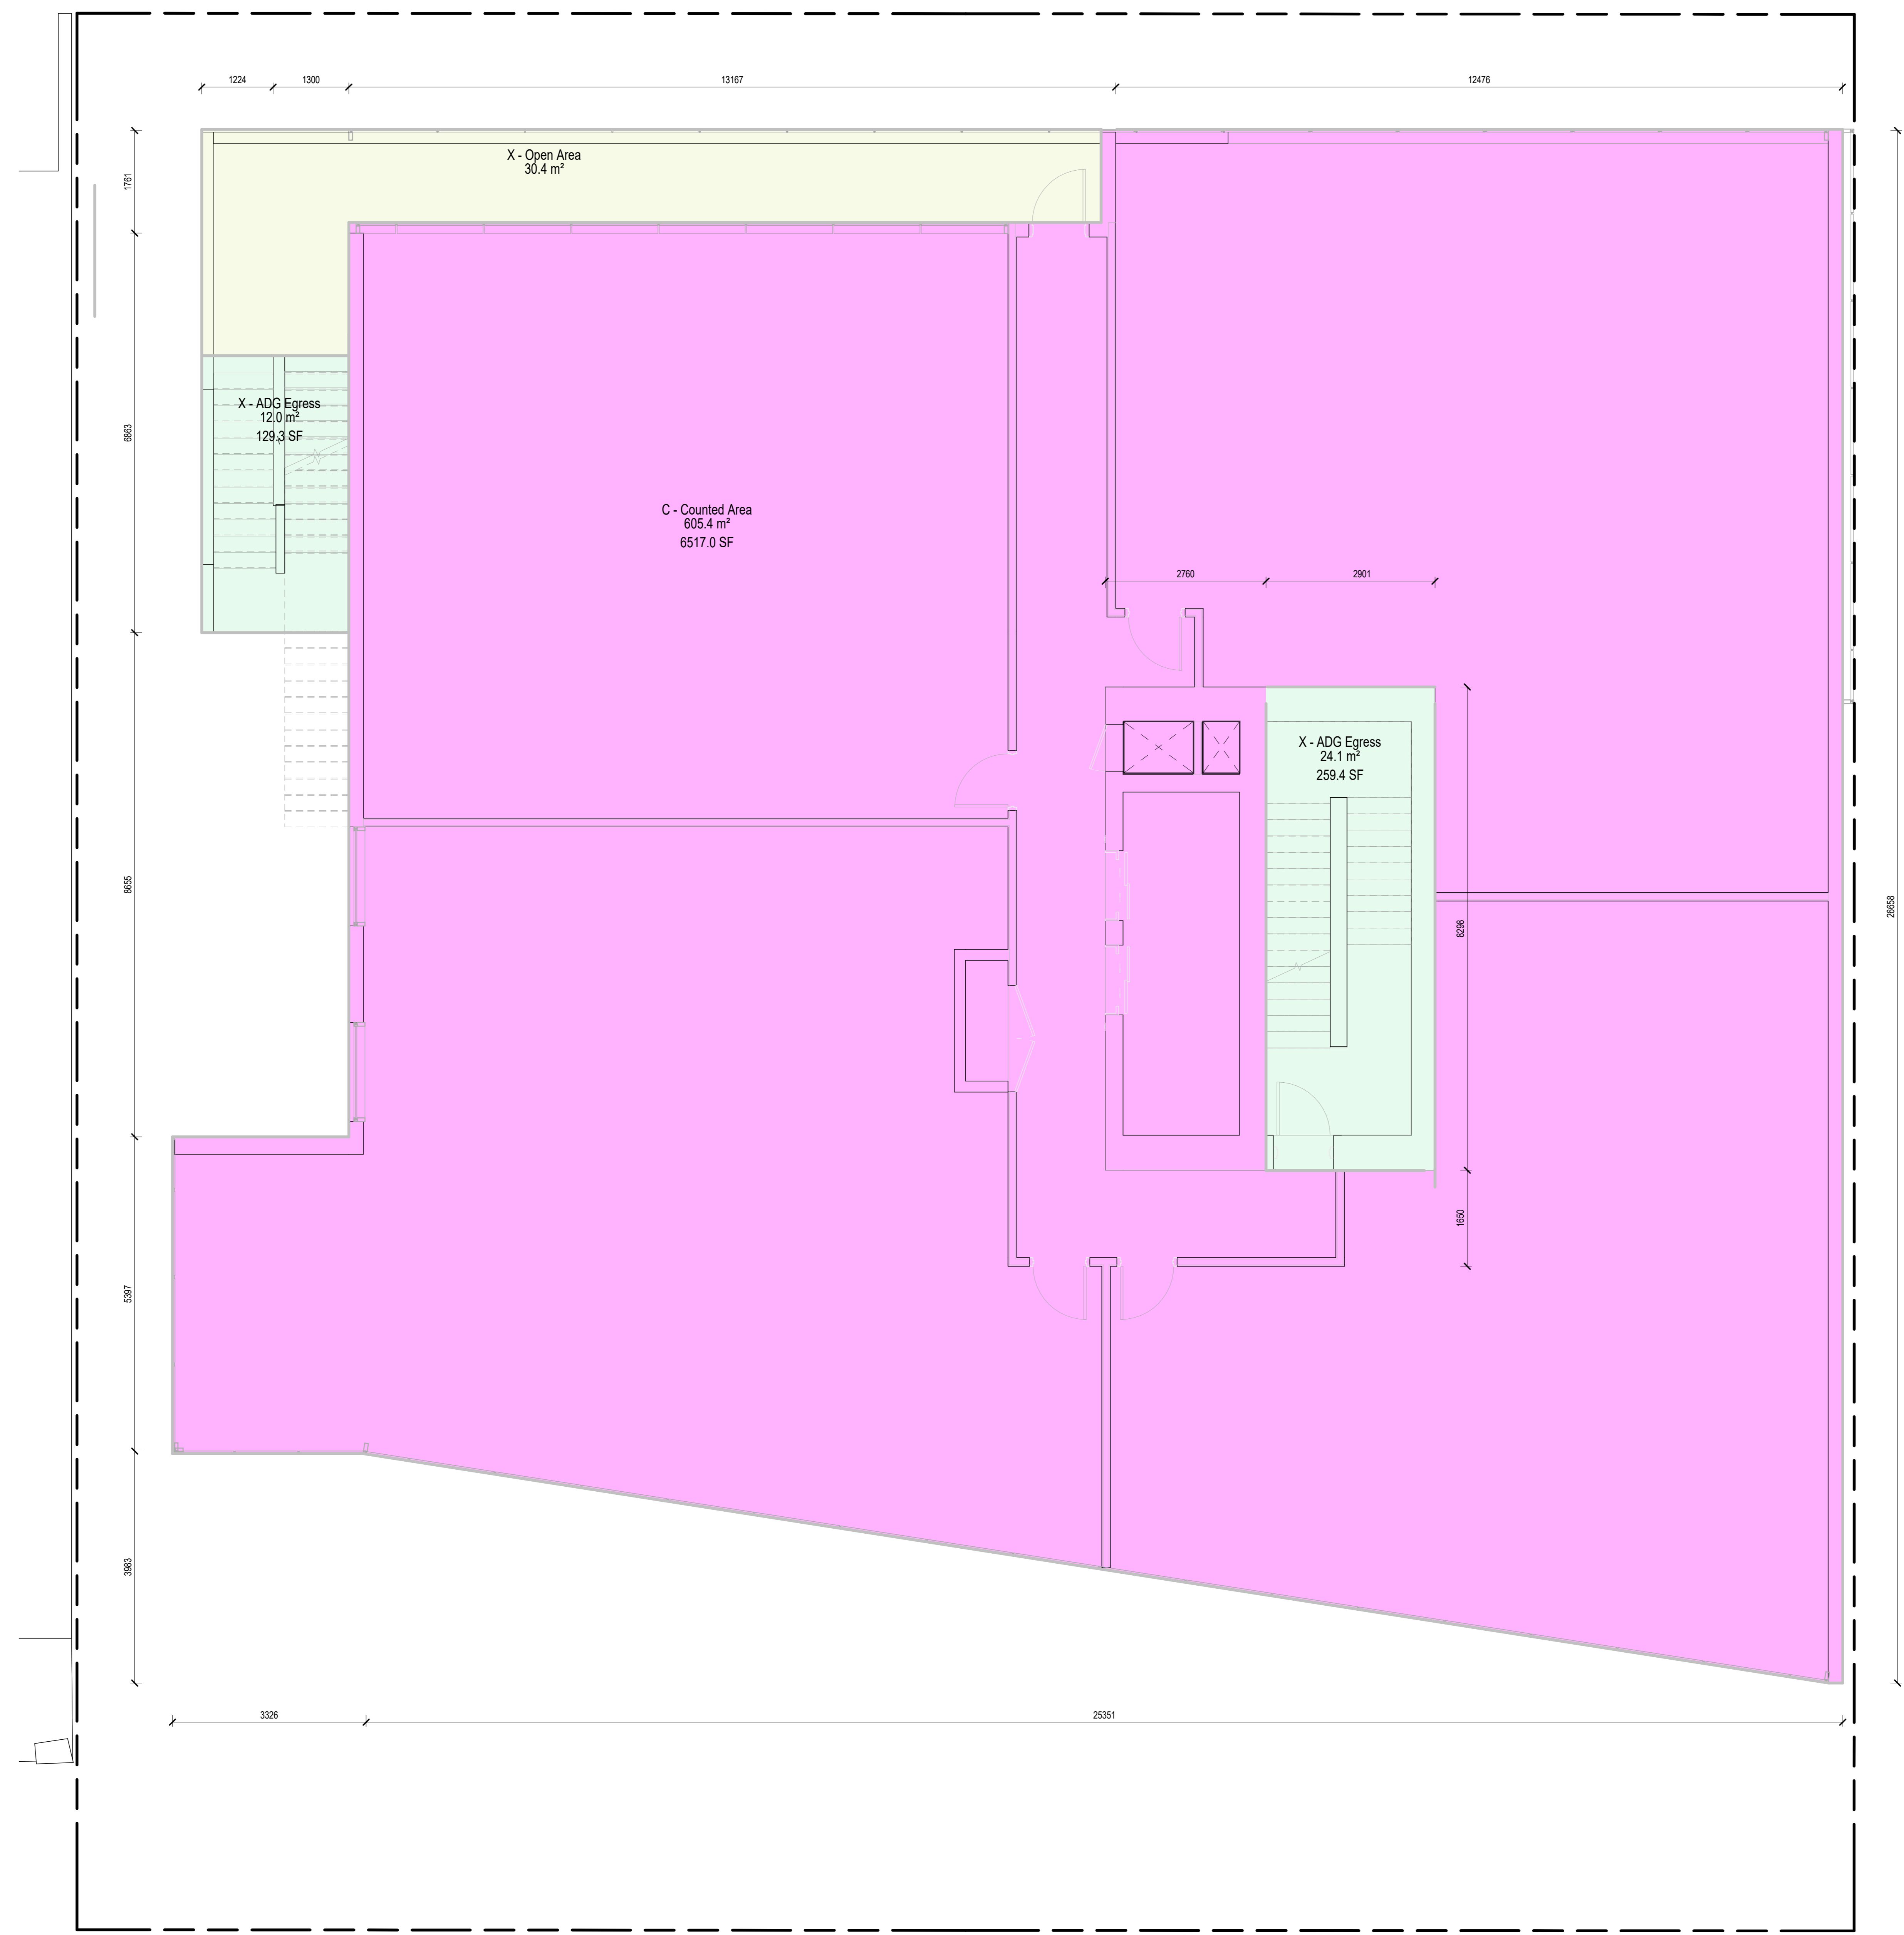 1224
1300
13167
12476
X - Open Area
30.4 m²
1761
X - ADG Egress
12.0 m²
129.3 SF
6863
C - Counted Area
605.4 m²
6517.0 SF
2760
2901
X - ADG Egress
24.1 m²
259.4 SF
8655
8298
26658
1650
5397
3983
3326
25351